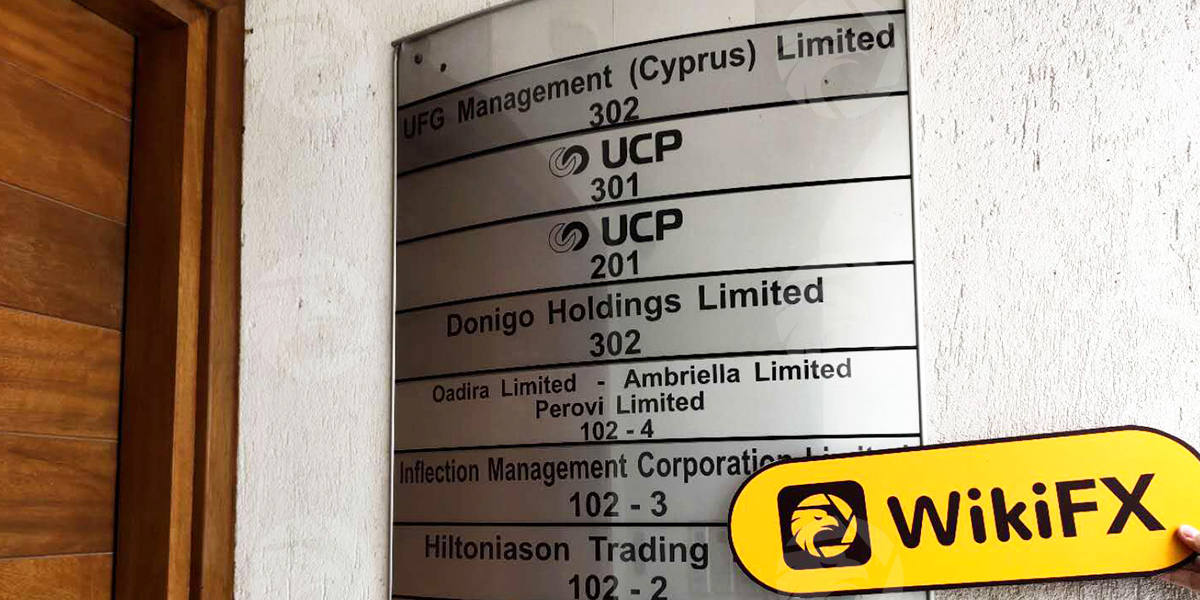 UFG Management (Cyprus) Limited
302
UCP
301
UCP
201
Donigo Holdings Limited
302
Oadira Limited - Ambriella Limited
Perovi Limited
102 - 4
Inflection Management Corporation Limited
102 - 3
Hiltoniason Trading
102 - 2
WikiFX